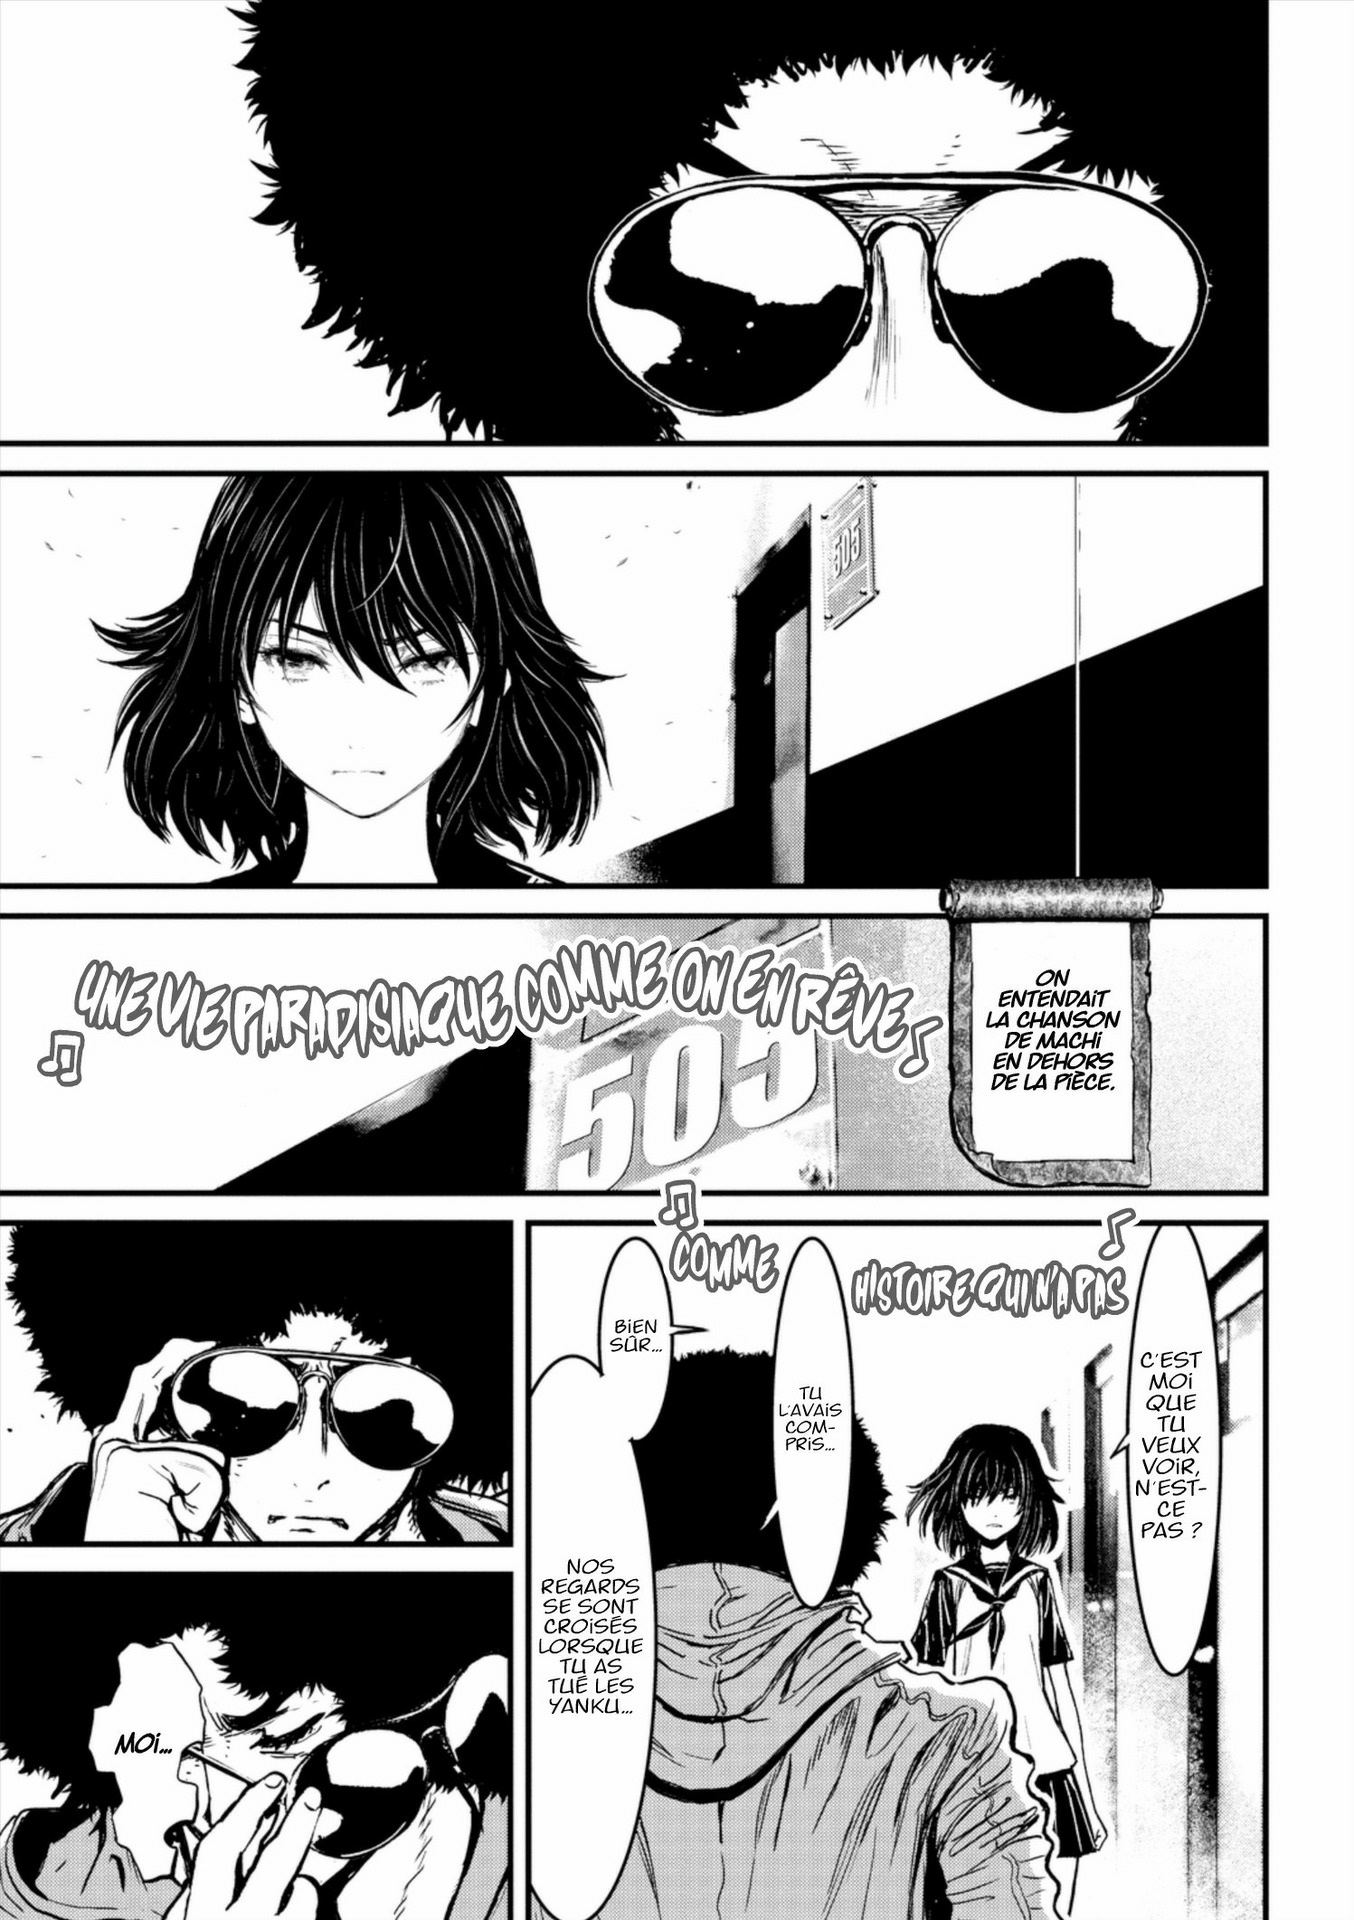 505
ON
ENTENDAIT
LA CHANSON
DE MACHI
EN DEHORS
DE LA PIÈCE.
UNE VIE PARADISIAQUE COMME ON EN RÊVE
505
C'EST
MOI
QUE
TU
VEUX
VOIR,
N'EST-
CE
PAS ?
HISTOIRE QUI N'A PAS
COMME
TU
L'AVAIS
COM-
PRIS...
BIEN
SÛR...
NOS
REGARDS
SE SONT
CROISÉS
LORSQUE
TU AS
TUÉ LES
YANKU...
MOI...